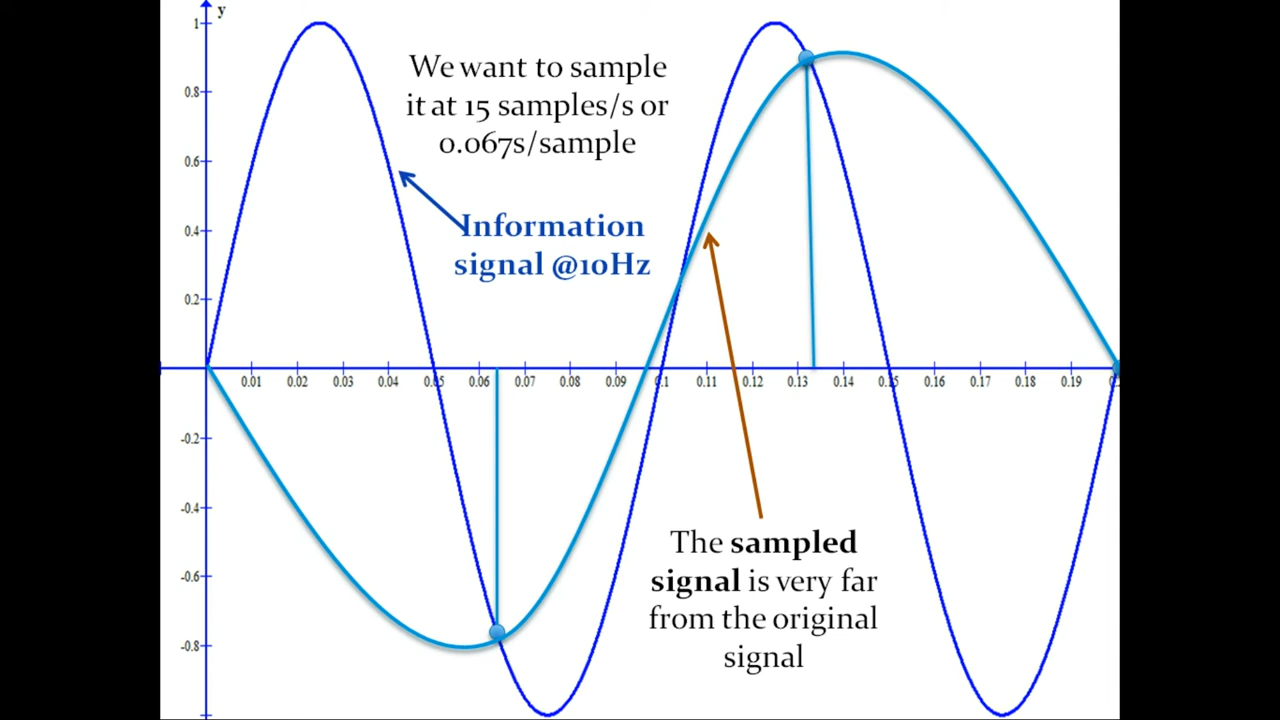 y
1
We want to sample
it at 15 samples/s or
0.067s/sample
0.8
0.6
Information
signal @10Hz
0.4
0.2
0.01 0.02 0.03 0.04 0.05 0.06 0.07 0.08 0.09 0.1 0.11 0.12 0.13 0.14 0.15 0.16 0.17 0.18 0.19
-0.2
-0.4
The sampled
signal is very far
from the original
signal
-0.6
-0.8